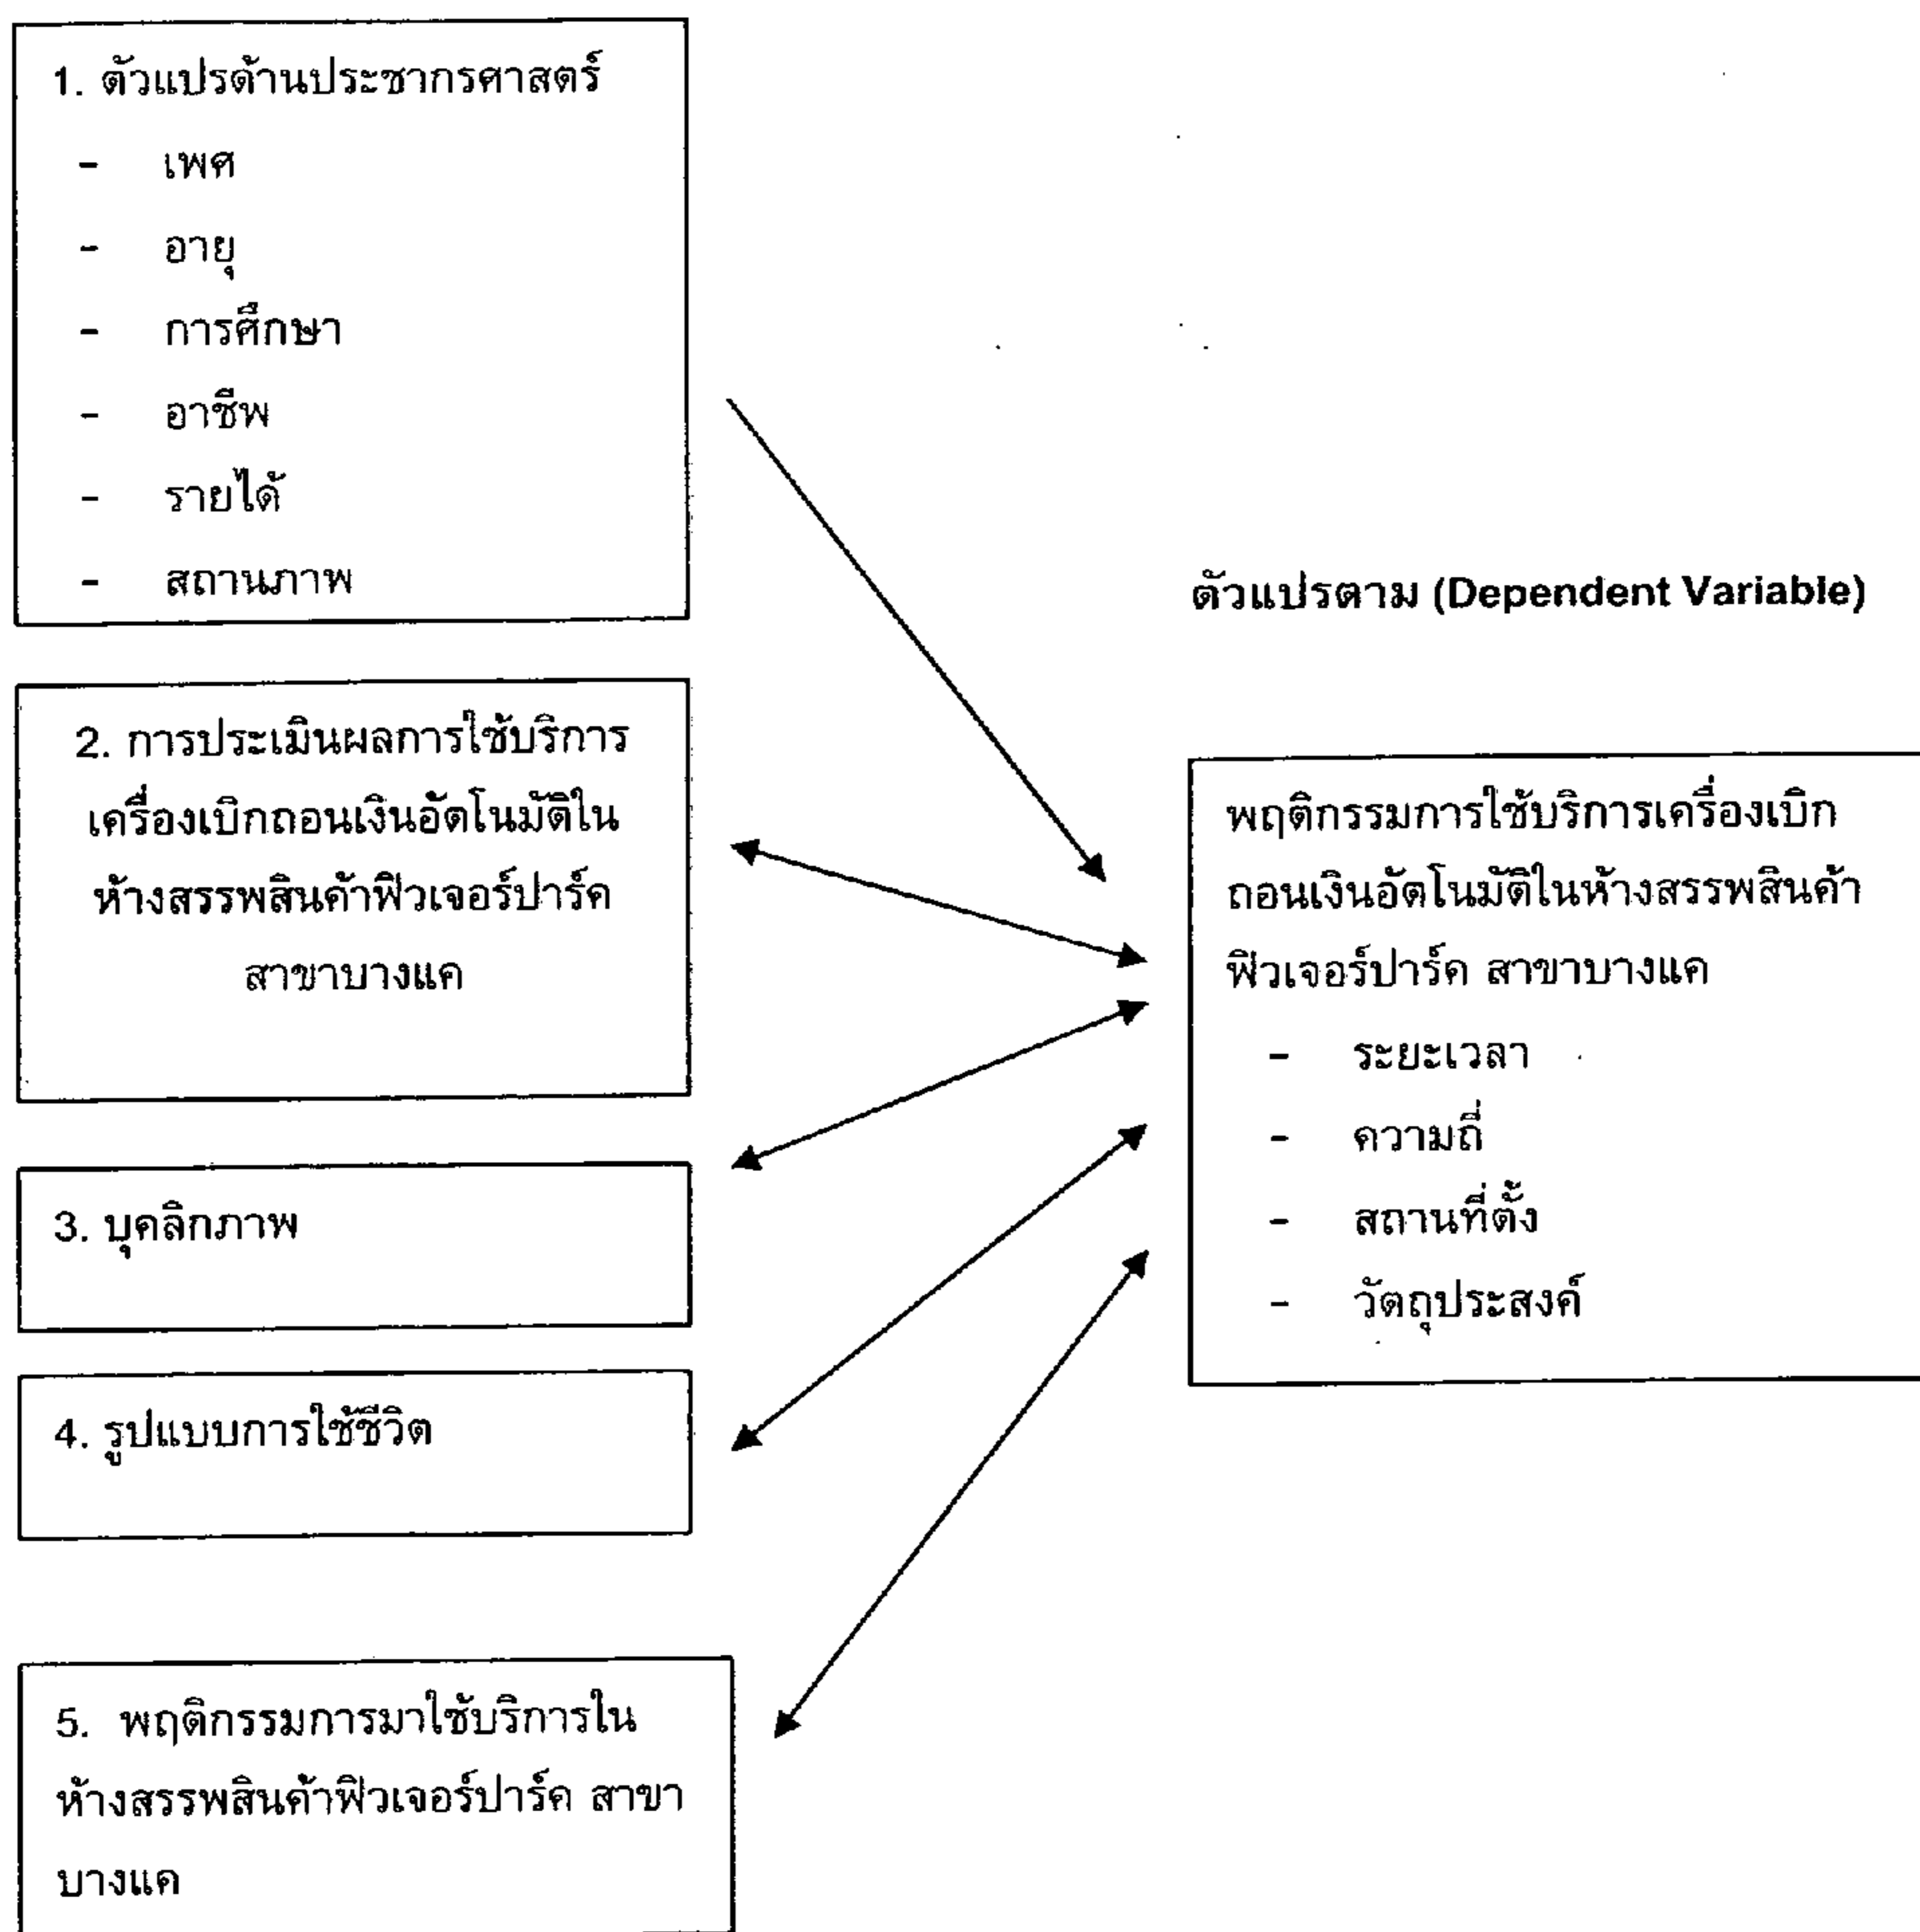 1. ตัวแปรด้านประชากรศาสตร์
- เพศ
- อายุ
- การศึกษา
- อาชีพ
- รายได้
- สถานภาพ
2. การประเมินผลการใช้บริการ
เครื่องเบิกถอนเงินอัตโนมัติใน
ห้างสรรพสินค้าฟิวเจอร์ปาร์ค
สาขาบางแค
3. บุคลิกภาพ
4. รูปแบบการใช้ชีวิต
5. พฤติกรรมการมาใช้บริการใน
ห้างสรรพสินค้าฟิวเจอร์ปาร์ค สาขา
บางแค
ตัวแปรตาม (Dependent Variable)
พฤติกรรมการใช้บริการเครื่องเบิก
ถอนเงินอัตโนมัติในห้างสรรพสินค้า
ฟิวเจอร์ปาร์ค สาขาบางแค
- ระยะเวลา
- ความถี่
- สถานที่ตั้ง
- วัตถุประสงค์